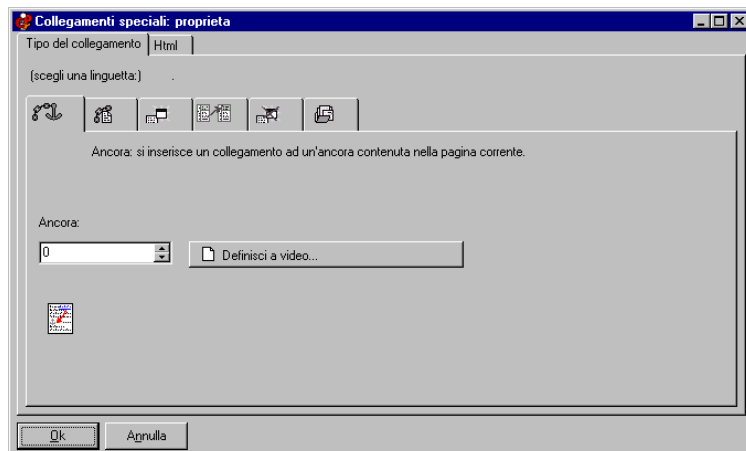 Collegamenti speciali: proprieta
Tipo del collegamento Html
(scegli una linguetta:) .
Ancora: si inserisce un collegamento ad un'ancora contenuta nella pagina corrente.
Ancora:
0 Definisci a video...
Ok Annulla